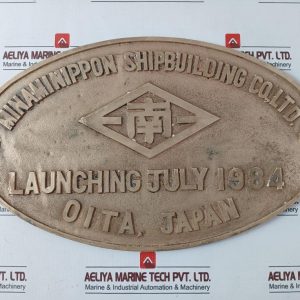 MINAMINIPPON SHIPBUILDING CO.LTD.
南
LAUNCHING JULY 1984
OITA, JAPAN
AELIYA MARINE TECH PVT. LTD.
Marine & Industrial Automation & Machinery
AELIYA MARINE TECH PVT. LTD.
Marine & Industrial Automation & Machinery